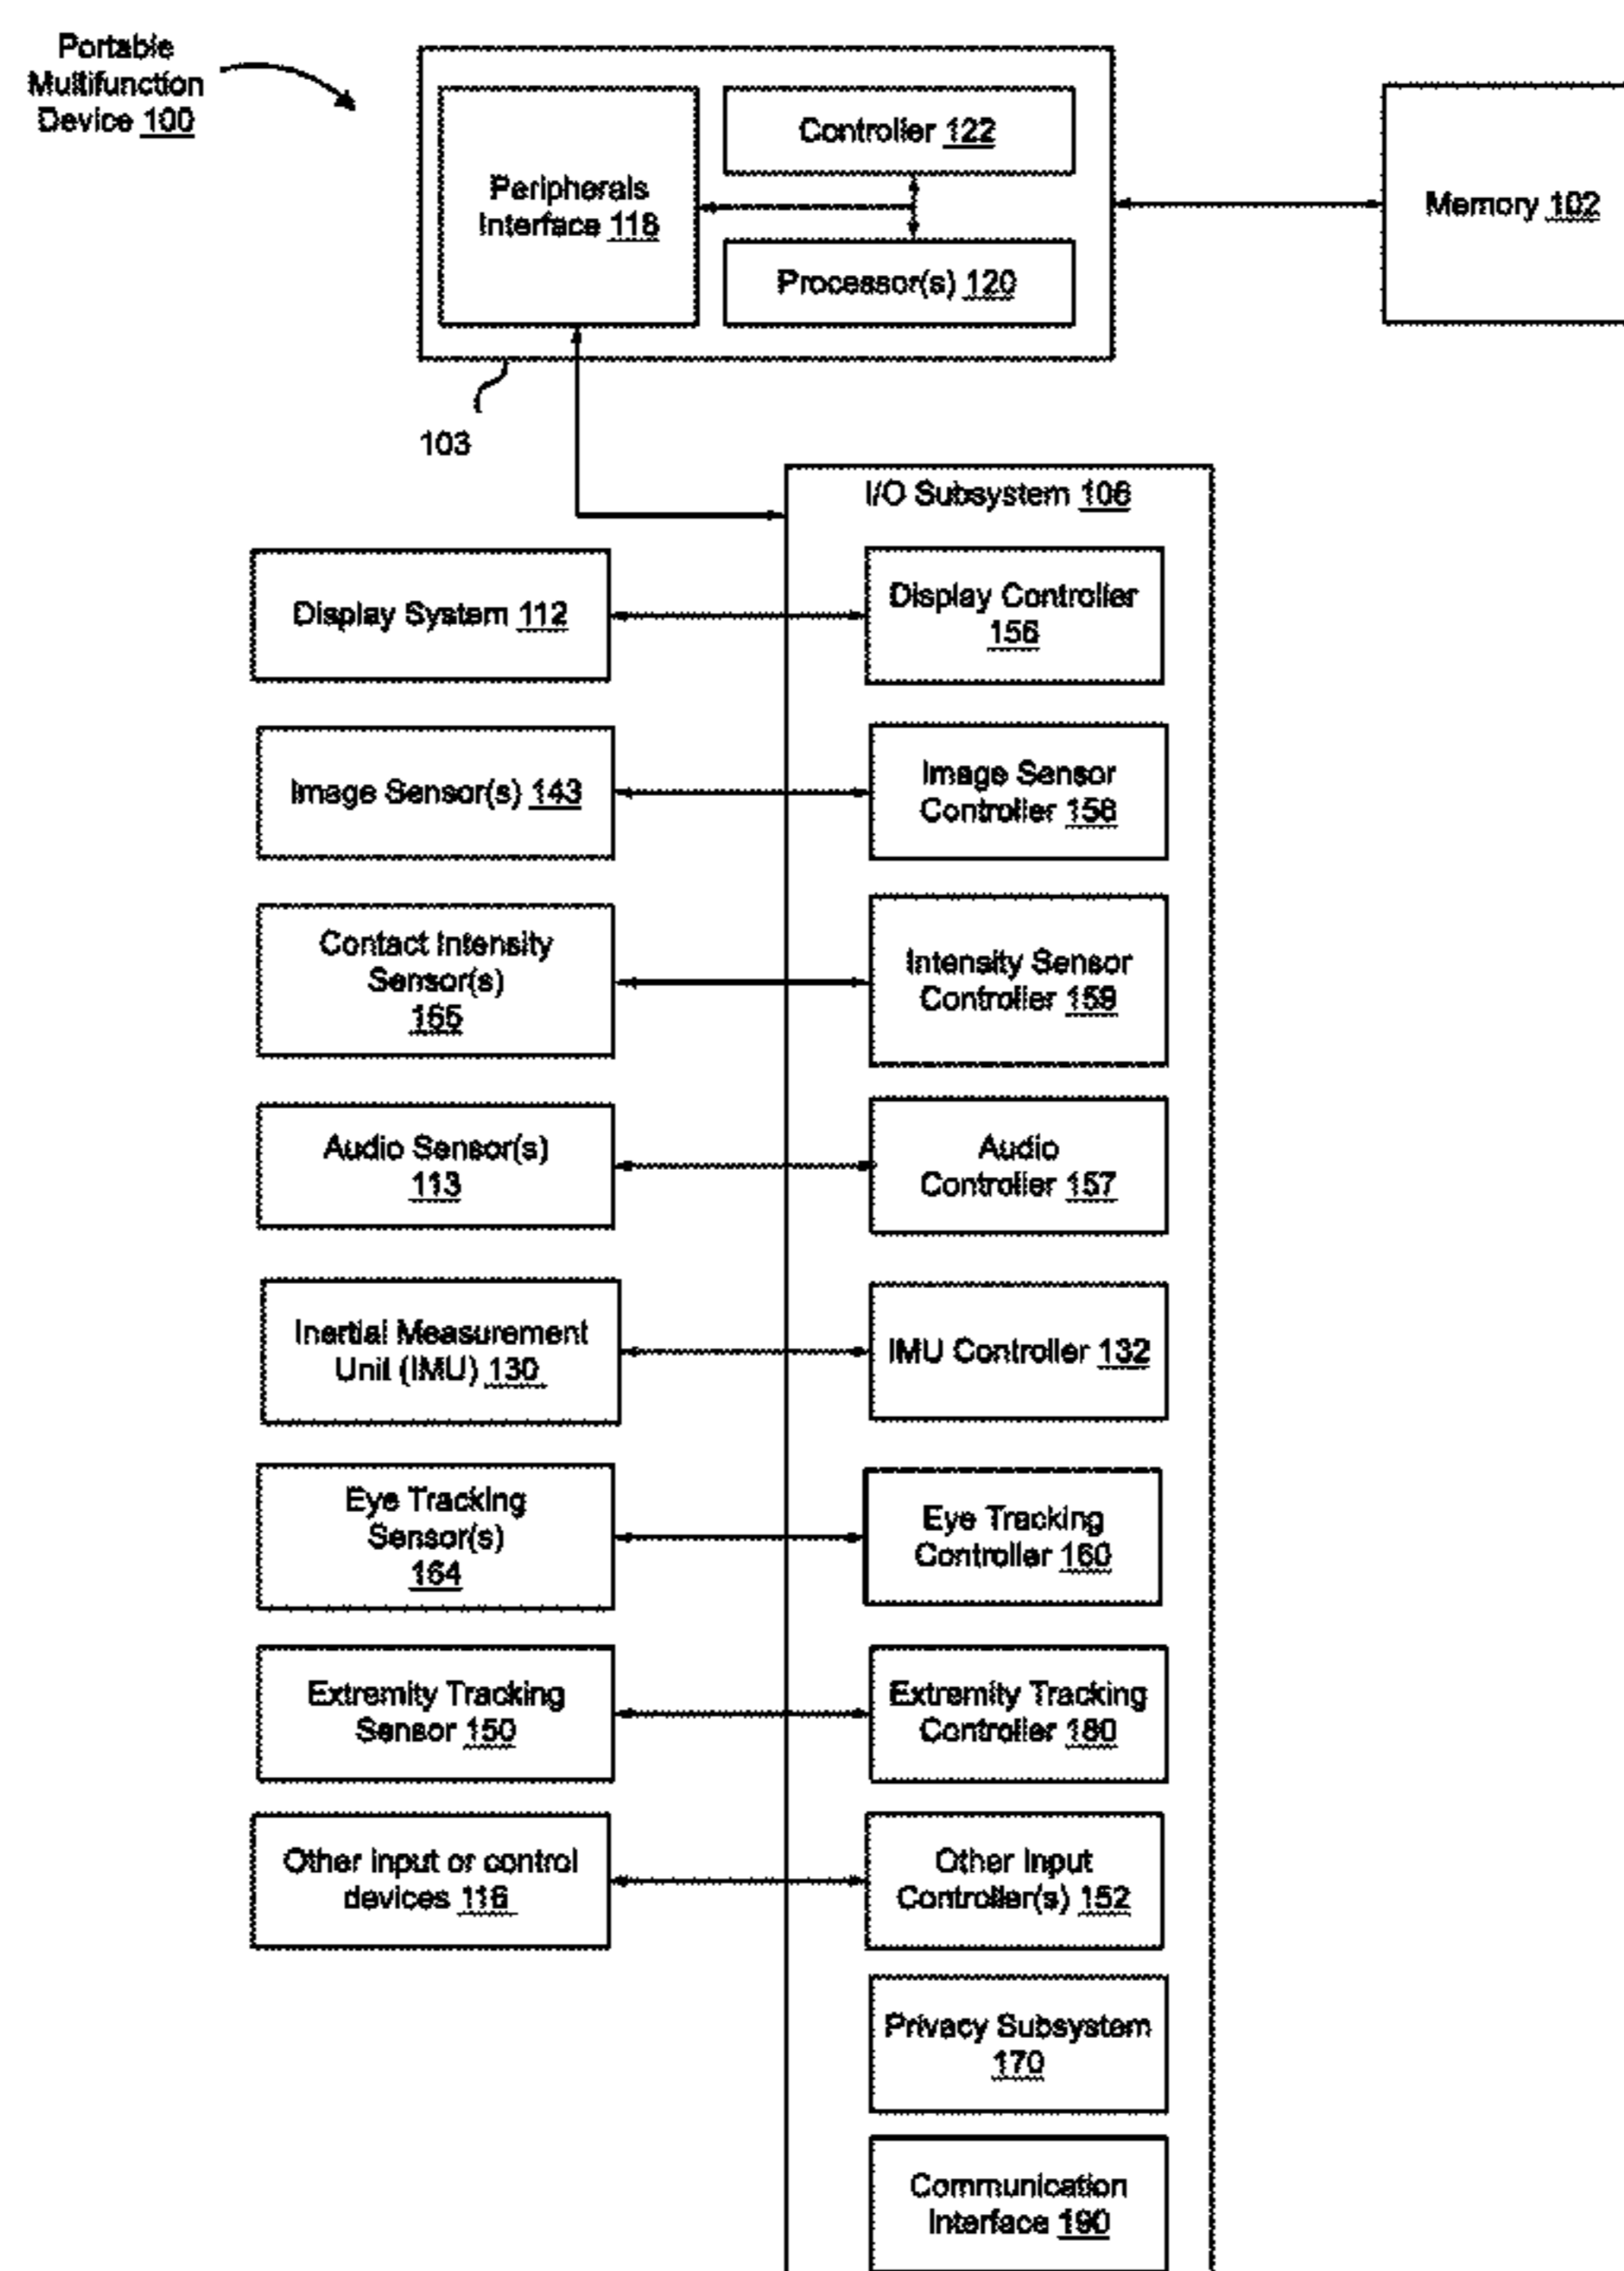 Portable
Multifunction
Device 100
Controller 122
Peripherals
Interface 118
Processor(s) 120
Memory 102
103
I/O Subsystem 106
Display System 112
Display Controller
156
Image Sensor(s) 143
Image Sensor
Controller 158
Contact Intensity
Sensor(s)
165
Intensity Sensor
Controller 159
Audio Sensor(s)
113
Audio
Controller 157
Inertial Measurement
Unit (IMU) 130
IMU Controller 132
Eye Tracking
Sensor(s)
164
Eye Tracking
Controller 160
Extremity Tracking
Sensor 150
Extremity Tracking
Controller 180
Other input or control
devices 116
Other Input
Controller(s) 152
Privacy Subsystem
170
Communication
Interface 190